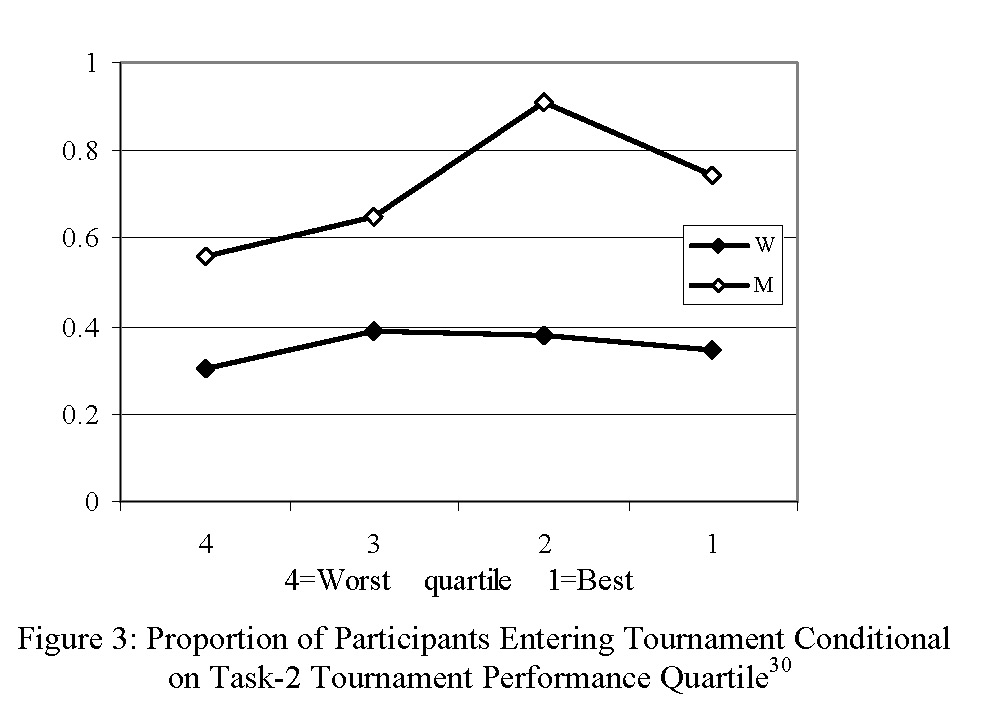 1
0.8
0.6
0.4
0.2
0
W
M
4 3 2 1
4=Worst quartile 1=Best
Figure 3: Proportion of Participants Entering Tournament Conditional
on Task-2 Tournament Performance Quartile30